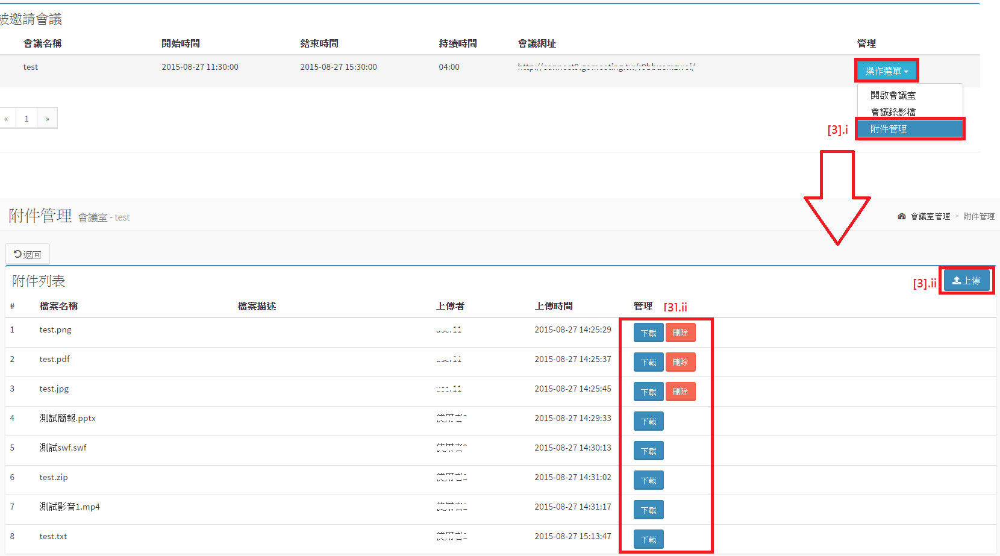 被邀請會議
會議名稱 開始時間 結束時間 持續時間 會議網址 管理
test 2015-08-27 11:30:00 2015-08-27 15:30:00 04:00
操作選單
開啟會議室
會議錄影檔
« 1 »
[3].i 附件管理
附件管理 會議室 - test
會議室管理 > 附件管理
返回
附件列表
[3].ii 上傳
# 檔案名稱 檔案描述 上傳者 上傳時間 管理 [3].ii
1 test.png 2015-08-27 14:25:29 下載 刪除
2 test.pdf 2015-08-27 14:25:37 下載 刪除
3 test.jpg 2015-08-27 14:25:45 下載 刪除
4 測試簡報.pptx 2015-08-27 14:29:33 下載
5 測試swf.swf 2015-08-27 14:30:13 下載
6 test.zip 2015-08-27 14:31:02 下載
7 測試影音1.mp4 2015-08-27 14:31:17 下載
8 test.txt 2015-08-27 15:13:47 下載